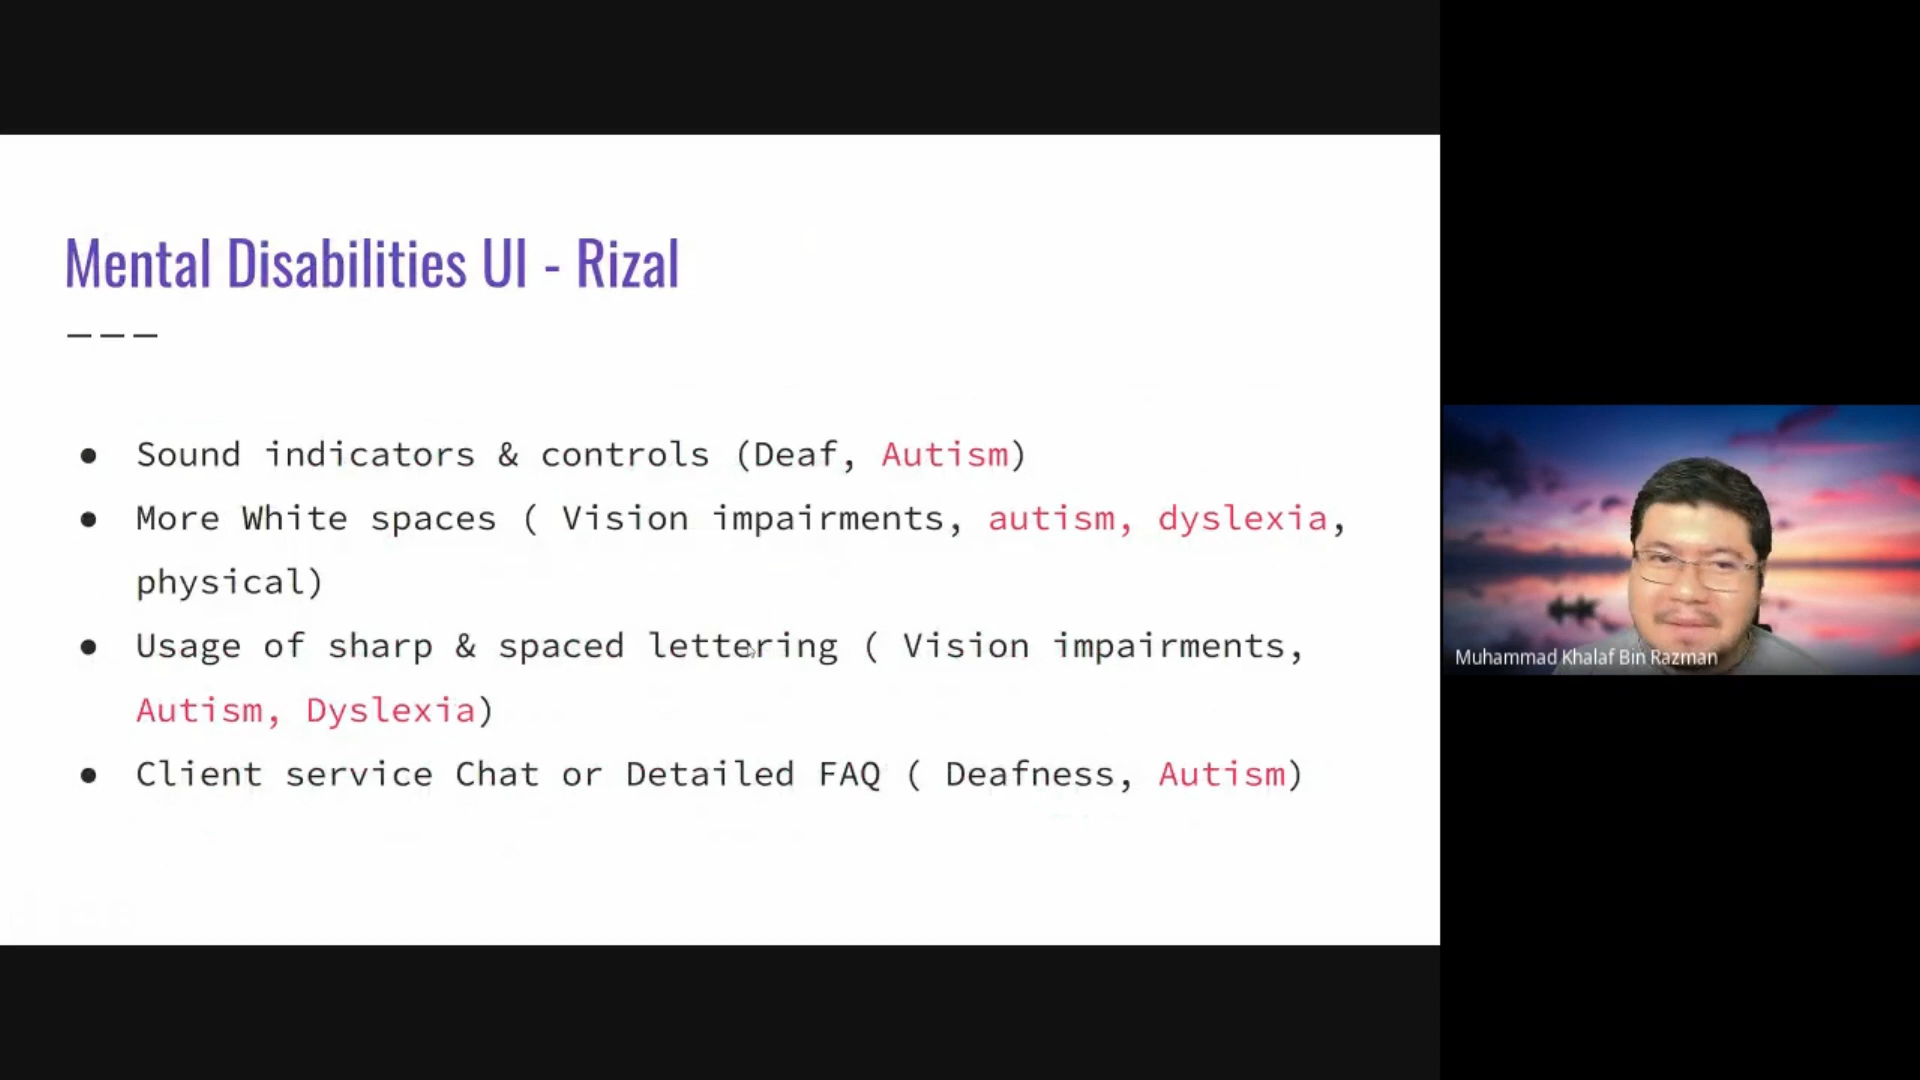 Mental Disabilities UI - Rizal
● Sound indicators & controls (Deaf, Autism)
● More White spaces ( Vision impairments, autism, dyslexia,
physical)
● Usage of sharp & spaced lettering ( Vision impairments,
Autism, Dyslexia)
● Client service Chat or Detailed FAQ ( Deafness, Autism)
Muhammad Khalaf Bin Razman